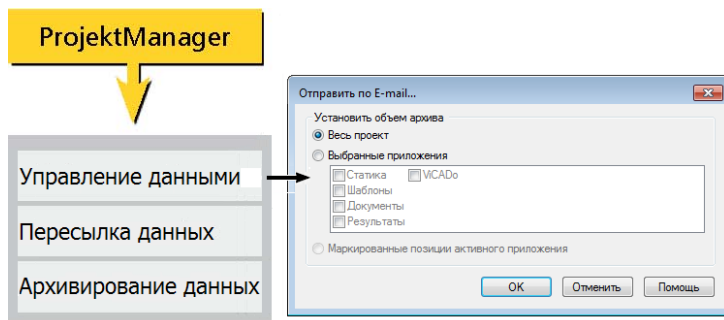 ProjektManager
Управление данными
Пересылка данных
Архивирование данных
Отправить по E-mail...
Установить объем архива
Весь проект
Выбранные приложения
Статика ViCADo
Шаблоны
Документы
Результаты
Маркированные позиции активного приложения
OK Отменить Помощь